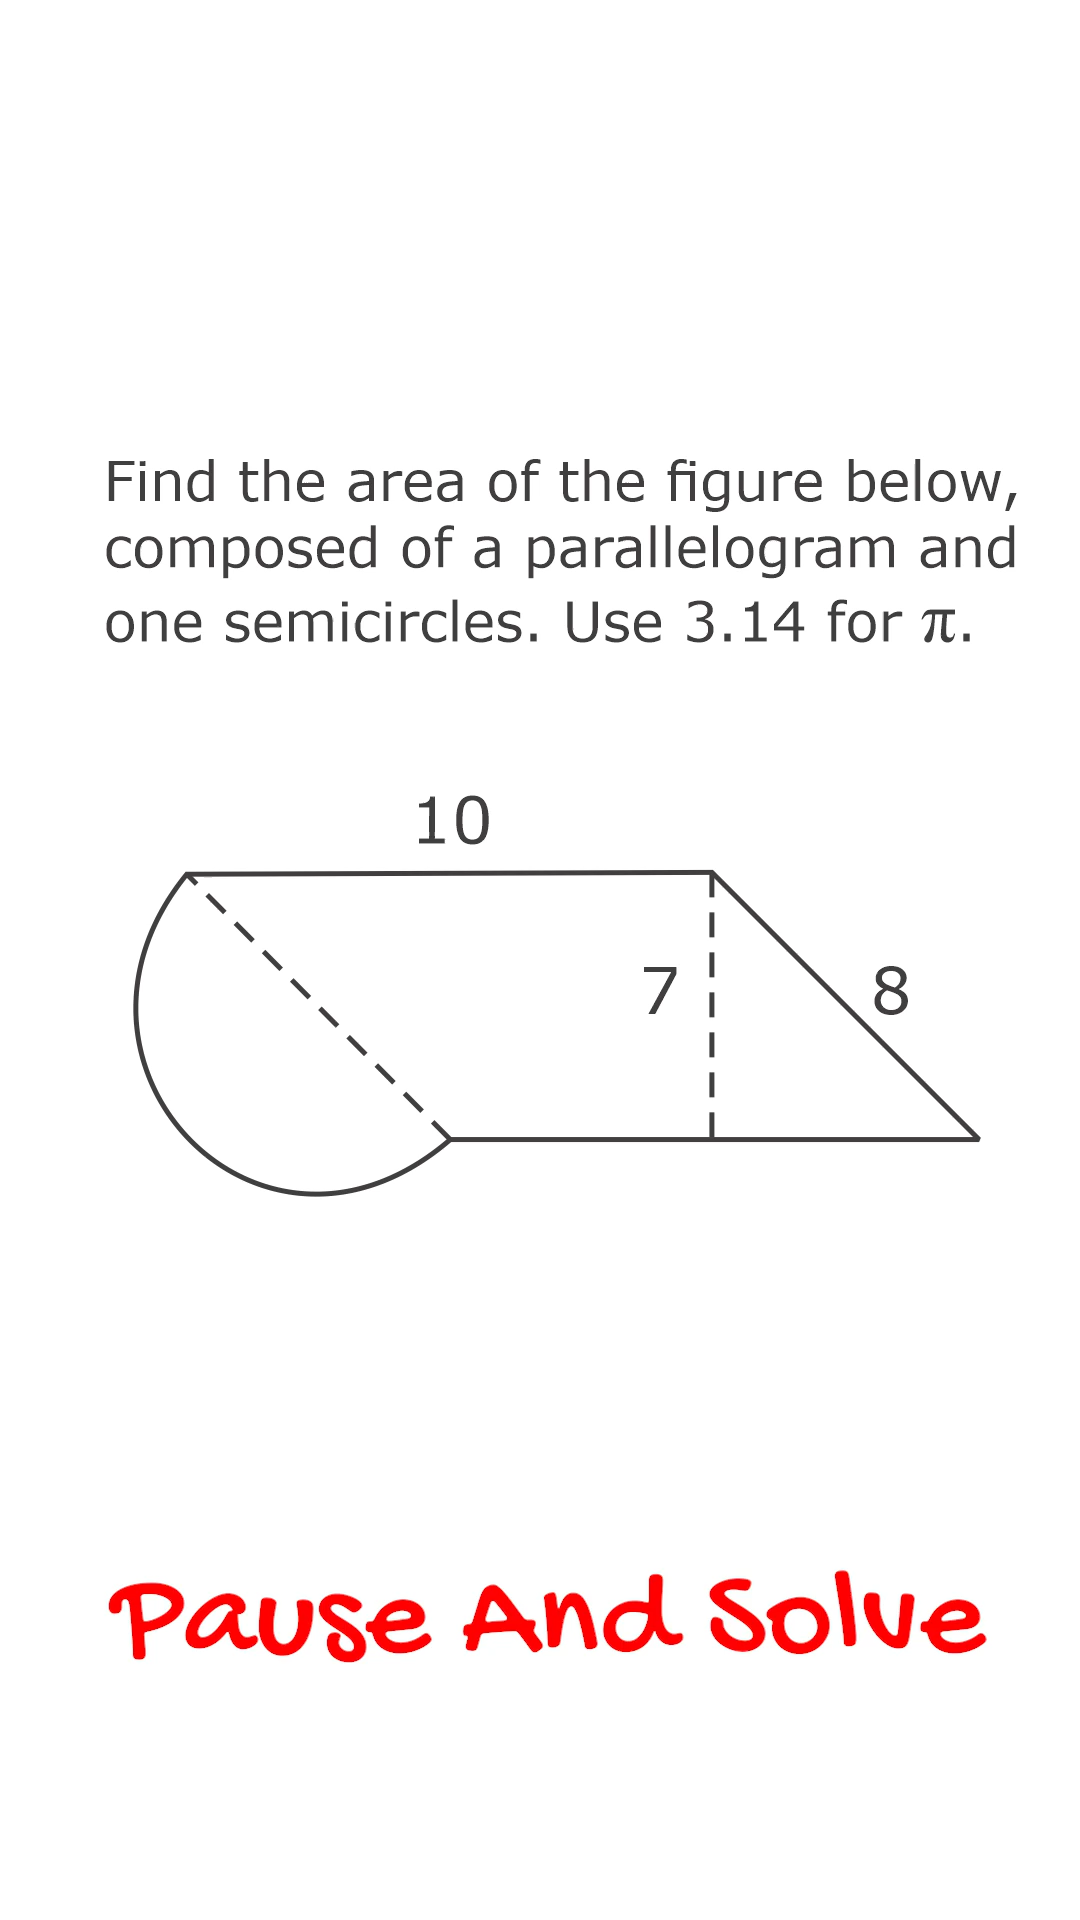 Find the area of the figure below,
composed of a parallelogram and
one semicircles. Use 3.14 for π.
10
7
8
Pause And Solve